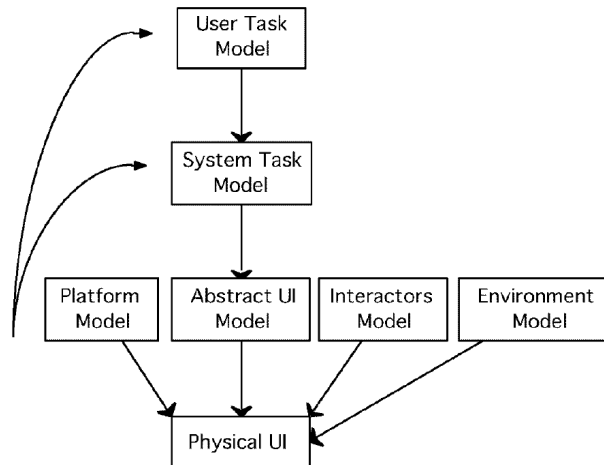 User Task
Model
System Task
Model
Platform
Model
Abstract UI
Model
Interactors
Model
Environment
Model
Physical UI